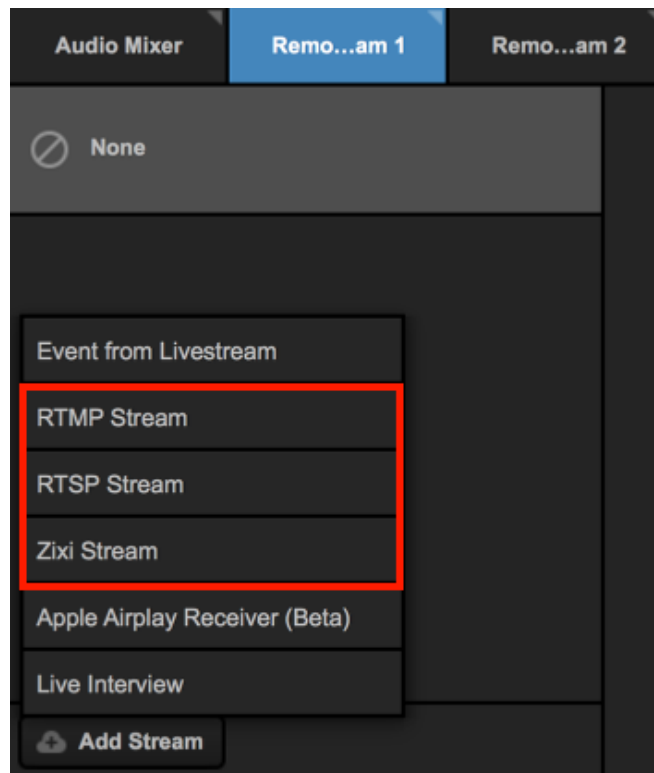 Audio Mixer
Remo...am 1
Remo...am 2
None
Event from Livestream
RTMP Stream
RTSP Stream
Zixi Stream
Apple Airplay Receiver (Beta)
Live Interview
Add Stream